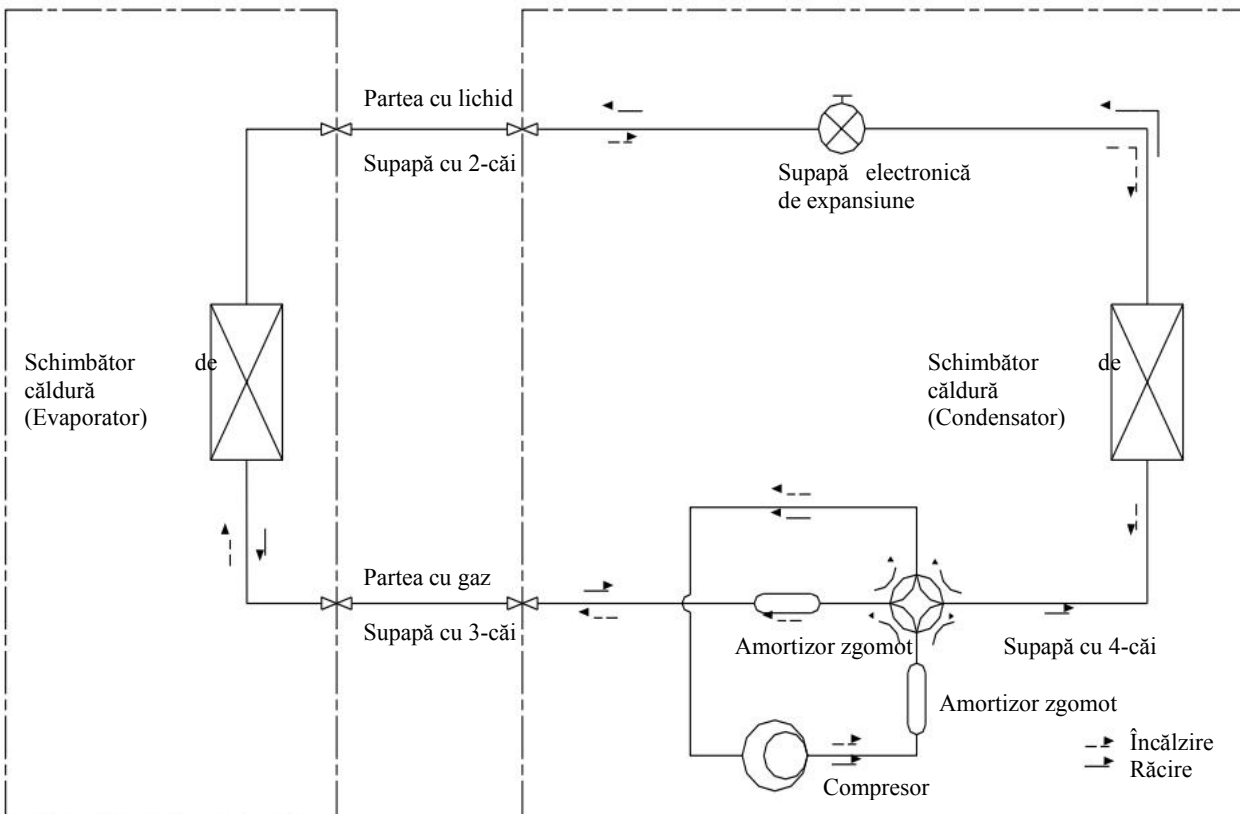 Partea cu lichid
Supapă cu 2-căi
Supapă electronică
de expansiune
Schimbător de
căldură
(Evaporator)
Schimbător de
căldură
(Condensator)
Partea cu gaz
Supapă cu 3-căi
Amortizor zgomot
Supapă cu 4-căi
Amortizor zgomot
Încălzire
Răcire
Compresor